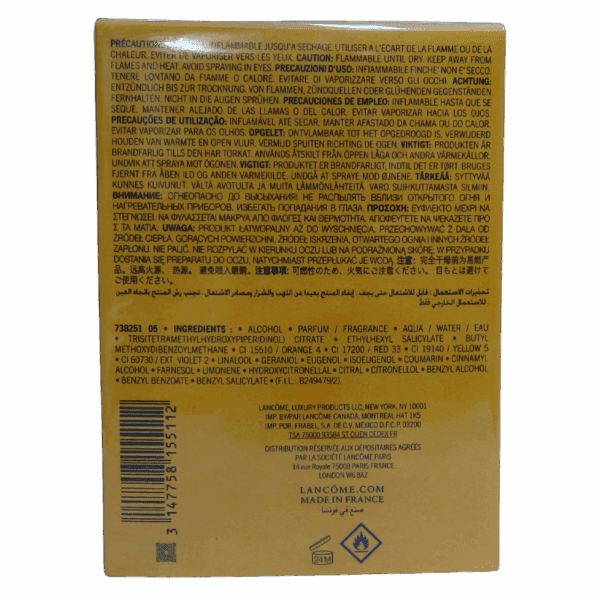 PRÉCAUTIONS INFLAMMABLE JUSQU'A SECHAGE. UTILISER A L'ECART DE LA FLAMME OU DE LA
CHALEUR. EVITER DE VAPORISER VERS LES YEUX. CAUTION: FLAMMABLE UNTIL DRY. KEEP AWAY FROM
FLAMES AND HEAT. AVOID SPRAYING IN EYES. PRECAUZIONI D'USO: INFIAMMABILE FINCHE' NON E' SECCO.
TENERE LONTANO DA FIAMME O CALORE. EVITARE DI VAPORIZZARE VERSO GLI OCCHI. ACHTUNG:
ENTZÜNDLICH BIS ZUR TROCKNUNG. VON FLAMMEN, ZÜNDQUELLEN ODER GLÜHENDEN GEGENSTÄNDEN
FERNHALTEN. NICHT IN DIE AUGEN SPRÜHEN. PRECAUCIONES DE EMPLEO: INFLAMABLE HASTA QUE SE
SEQUE. MANTENER ALEJADO DE LAS LLAMAS O DEL CALOR. EVITAR VAPORIZAR HACIA LOS OJOS.
PRECAUÇÕES DE UTILIZAÇÃO: INFLAMÁVEL ATÉ SECAR. MANTER AFASTADO DA CHAMA OU DO CALOR.
EVITAR VAPORIZAR PARA OS OLHOS. OPGELET: ONTVLAMBAAR TOT HET OPGEDROOGD IS. VERWIJDERD
HOUDEN VAN WARMTE EN OPEN VUUR. VERMIJD SPUITEN RICHTING DE OGEN. VIKTIGT: PRODUKTEN ÄR
BRANDFARLIG TILLS DEN HAR TORKAT. ANVÄNDS ÅTSKILT FRÅN ÖPPEN LÅGA OCH ANDRA VÄRMEKÄLLOR.
UNDVIK ATT SPRAYA MOT ÖGONEN. VIGTIGT: PRODUKTET ER BRANDFARLIGT, INDTIL DET ER TØRT. BRUGES
FJERNT FRA ÅBEN ILD OG ANDEN VARMEKILDE. UNDGÅ AT SPRAYE MOD ØJNENE. TÄRKEÄÄ: SYTTYVÄÄ
KUNNES KUIVUNUT. VÄLTÄ AVOTULTA JA MUITA LÄMMÖNLÄHTEITÄ. VARO SUIHKUTTAMASTA SILMIIN.
ВНИМАНИЕ: ОГНЕОПАСНО ДО ВЫСЫХАНИЯ НЕ РАСПЫЛЯТЬ ВБЛИЗИ ОТКРЫТОГО ОГНЯ И
НАГРЕВАТЕЛЬНЫХ ПРИБОРОВ. ИЗБЕГАТЬ ПОПАДАНИЯ В ГЛАЗА. ΠΡΟΣΟΧΗ: ΕΥΦΛΕΚΤΟ ΜΕΧΡΙ ΝΑ
ΣΤΕΓΝΩΣΕΙ. ΝΑ ΦΥΛΑΣΣΕΤΑΙ ΜΑΚΡΥΑ ΑΠΟ ΦΛΟΓΕΣ ΚΑΙ ΘΕΡΜΟΤΗΤΑ. ΑΠΟΦΕΥΓΕΤΕ ΝΑ ΨΕΚΑΖΕΤΕ ΠΡΟΣ
ΤΑ ΜΑΤΙΑ. UWAGA: PRODUKT ŁATWOPALNY AŻ DO WYSCHNIĘCIA. PRZECHOWYWAĆ Z DALA OD
ŹRÓDEŁ CIEPŁA, GORĄCYCH POWIERZCHNI, ŹRÓDEŁ ISKRZENIA, OTWARTEGO OGNIA I INNYCH ŹRÓDEŁ
ZAPŁONU. NIE PALIĆ. NIE ROZPYLAĆ W KIERUNKU OCZU LUB NA PODRAŻNIONĄ SKÓRĘ. W PRZYPADKU
DOSTANIA SIĘ PREPARATU DO OCZU, NATYCHMIAST PRZEPŁUKAĆ JE WODĄ. 注意: 完全干燥前为易燃产
品。远离火源、热源。避免喷入眼睛。注意事項: 可燃性のため、火気にご注意ください。目もとは避けて
ご使用ください。
تحذيرات الاستعمال: قابل للاشتعال حتى يجف. إبقاء المنتج بعيدا عن اللهب والشرار ومصادر الاشتعال. تجنب رش المنتج باتجاه العين.
للاستعمال الخارجي فقط
738251 05 • INGREDIENTS : • ALCOHOL • PARFUM / FRAGRANCE • AQUA / WATER / EAU
• TRIS(TETRAMETHYLHYDROXYPIPERIDINOL) CITRATE • ETHYLHEXYL SALICYLATE • BUTYL
METHOXYDIBENZOYLMETHANE • CI 15510 / ORANGE 4 • CI 17200 / RED 33 • CI 19140 / YELLOW 5
• CI 60730 / EXT. VIOLET 2 • LINALOOL • GERANIOL • EUGENOL • ISOEUGENOL • COUMARIN • CINNAMYL
ALCOHOL • FARNESOL • LIMONENE • HYDROXYCITRONELLAL • CITRAL • CITRONELLOL • BENZYL ALCOHOL
• BENZYL BENZOATE • BENZYL SALICYLATE • (F.I.L. : B249479/2).
LANCÔME, LUXURY PRODUCTS LLC, NEW YORK, NY 10001
IMP. BY/PAR LANCÔME CANADA, MONTREAL H4T 1K5
IMP. POR: FRABEL, S.A. DE C.V. MÉXICO D.F. C.P. 03200
TSA 75000 93584 ST OUEN CEDEX FR
DISTRIBUTION RÉSERVÉE AUX DÉPOSITAIRES AGRÉÉS
PAR LA SOCIÉTÉ LANCÔME PARIS
14 rue Royale 75008 PARIS FRANCE
LONDON W6 8AZ
LANCOME.COM
MADE IN FRANCE
صنع في فرنسا
3 147758 155112
24M